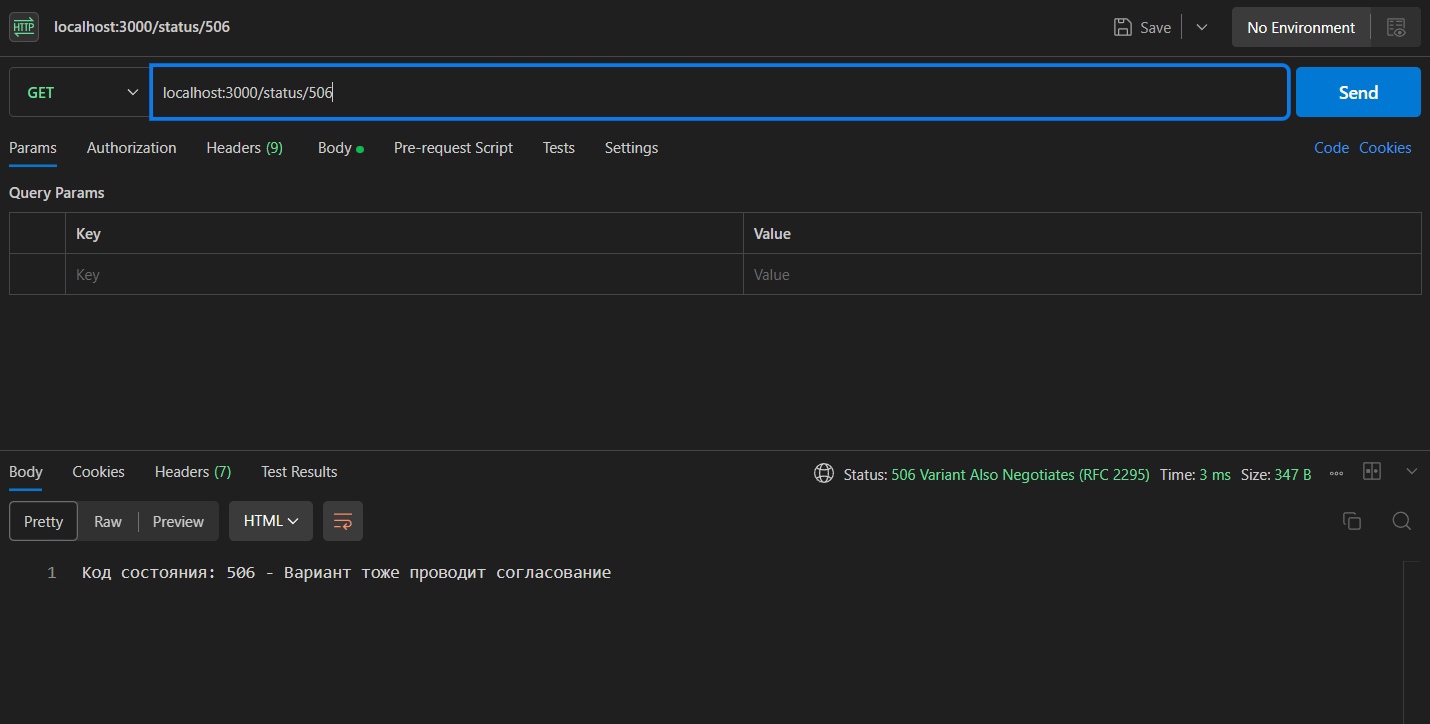 HTTP localhost:3000/status/506 Save No Environment
GET localhost:3000/status/506 Send
Params Authorization Headers (9) Body Pre-request Script Tests Settings Code Cookies
Query Params
Key Value
Key Value
Body Cookies Headers (7) Test Results Status: 506 Variant Also Negotiates (RFC 2295) Time: 3 ms Size: 347 B
Pretty Raw Preview HTML
1 Код состояния: 506 - Вариант тоже проводит согласование